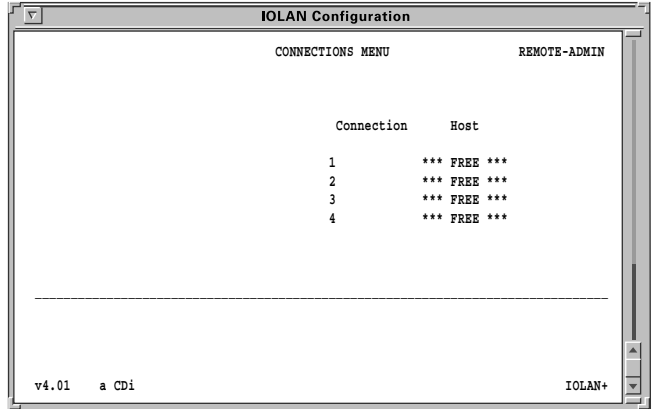 IOLAN Configuration
CONNECTIONS MENU REMOTE-ADMIN
Connection Host
1 *** FREE ***
2 *** FREE ***
3 *** FREE ***
4 *** FREE ***
v4.01 a CDi IOLAN+